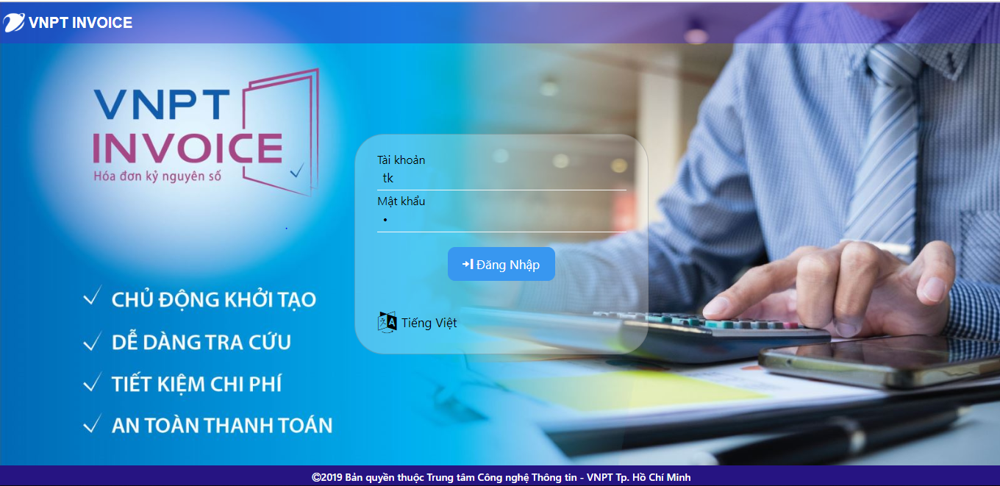 VNPT INVOICE
VNPT
INVOICE
Hóa đơn kỷ nguyên số
Tài khoản
tk
Mật khẩu
•
Đăng Nhập
Tiếng Việt
CHỦ ĐỘNG KHỞI TẠO
DỄ DÀNG TRA CỨU
TIẾT KIỆM CHI PHÍ
AN TOÀN THANH TOÁN
©2019 Bản quyền thuộc Trung tâm Công nghệ Thông tin - VNPT Tp. Hồ Chí Minh